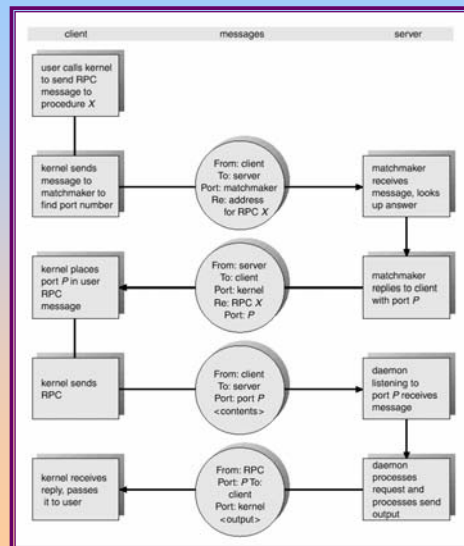 client
messages
server
user calls kernel
to send RPC
message to
procedure X
kernel sends
message to
matchmaker to
find port number
From: client
To: server
Port: matchmaker
Re: address
for RPC X
matchmaker
receives
message, looks
up answer
kernel places
port P in user
RPC
message
From: server
To: client
Port: kernel
Re: RPC X
Port: P
matchmaker
replies to client
with port P
kernel sends
RPC
From: client
To: server
Port: port P
<contents>
daemon
listening to
port P receives
message
kernel receives
reply, passes
it to user
From: RPC
Port: P To:
client
Port: kernel
<output>
daemon
processes
request and
processes send
output